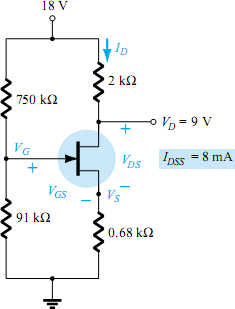 18 V
I_D
2 kΩ
750 kΩ
V_D = 9 V
V_G
+
+
V_DS
I_DSS = 8 mA
V_GS
–
V_S
–
91 kΩ
0.68 kΩ